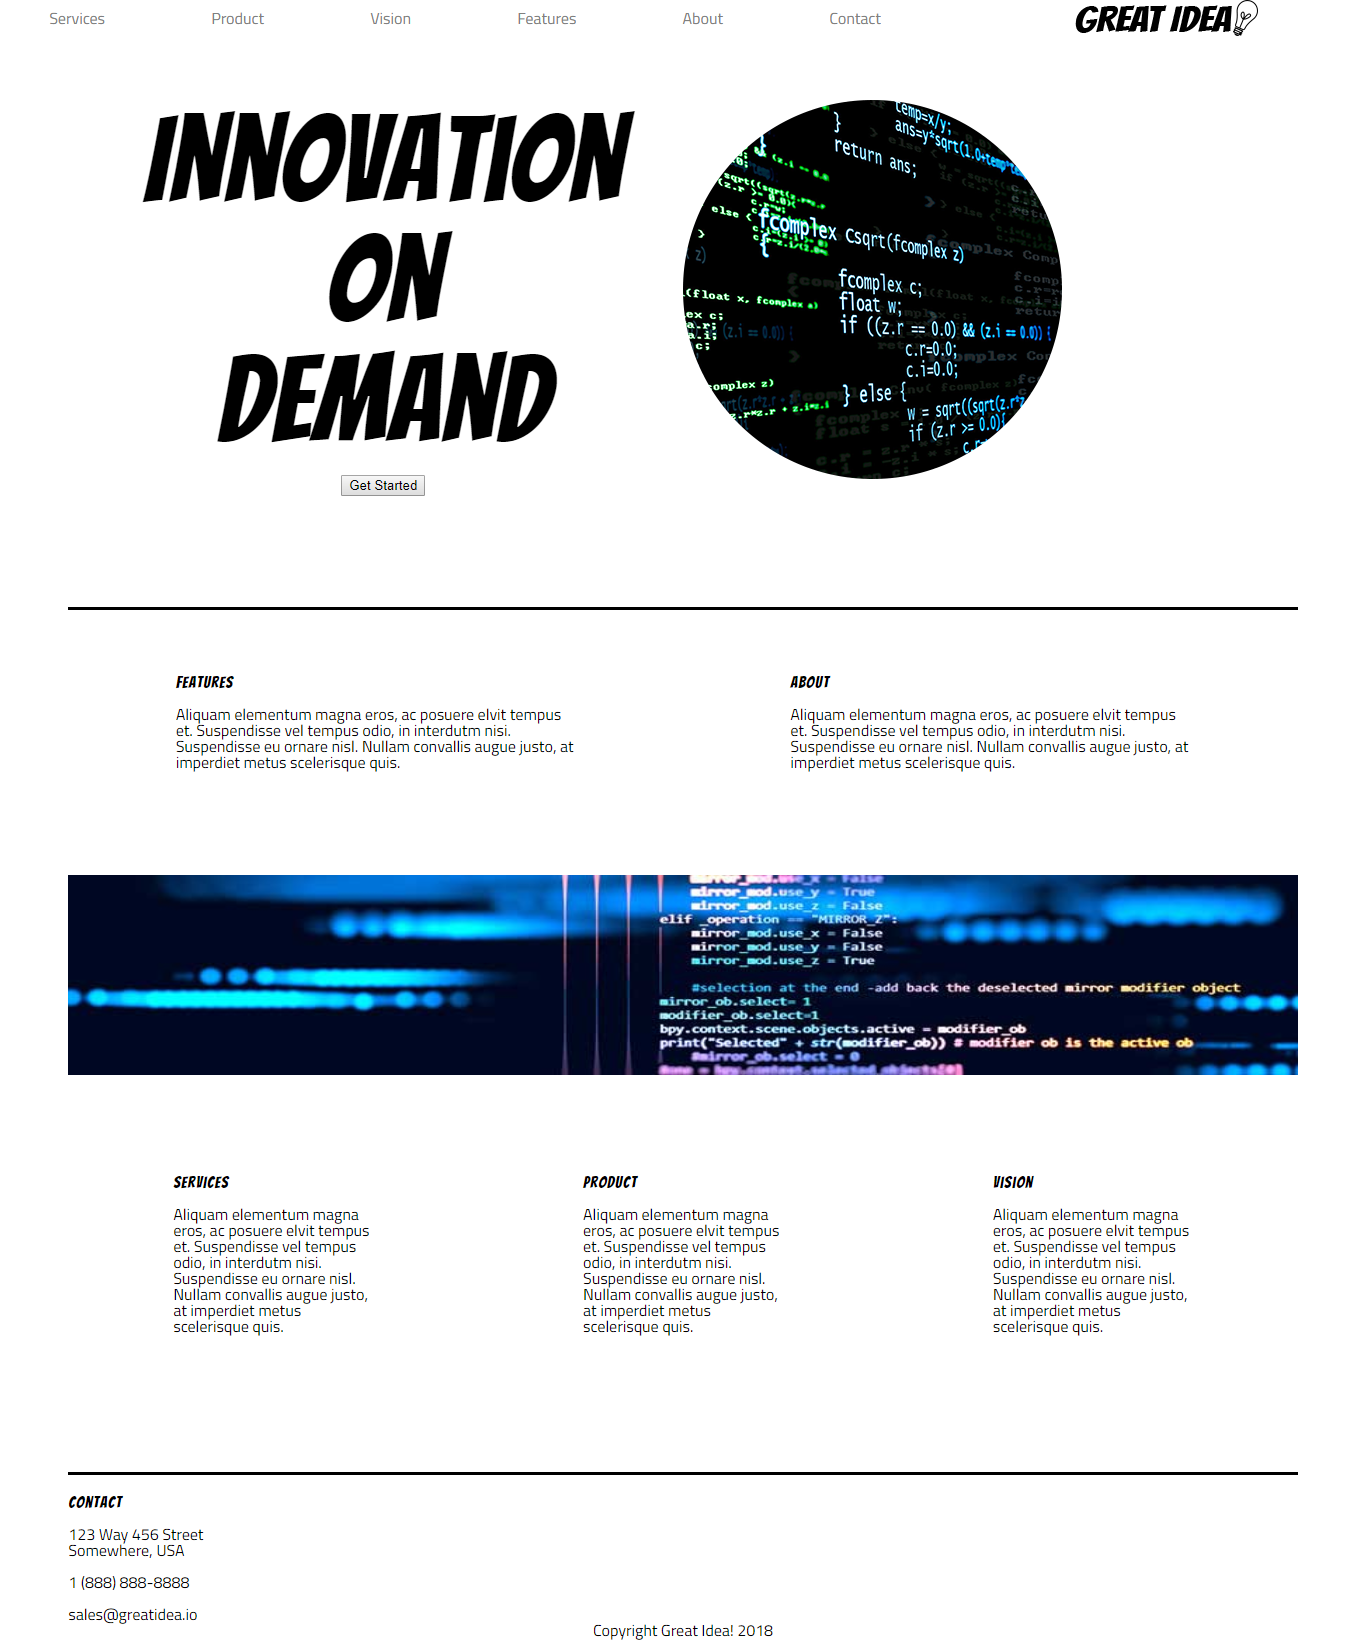 Services Product Vision Features About Contact GREAT IDEA
INNOVATION
ON
DEMAND
Get Started
temp=x/y;
ans=y*sqrt(1.0+temp*
}
return ans;
fcomplex Csqrt(fcomplex z)
{
fcomplex c;
float w;
if ((z.r == 0.0) && (z.i == 0.0)) {
c.r=0.0;
c.i=0.0;
} else {
w = sqrt((sqrt(z.r*z
if (z.r >= 0.0){
FEATURES
Aliquam elementum magna eros, ac posuere elvit tempus
et. Suspendisse vel tempus odio, in interdutm nisi.
Suspendisse eu ornare nisl. Nullam convallis augue justo, at
imperdiet metus scelerisque quis.
ABOUT
Aliquam elementum magna eros, ac posuere elvit tempus
et. Suspendisse vel tempus odio, in interdutm nisi.
Suspendisse eu ornare nisl. Nullam convallis augue justo, at
imperdiet metus scelerisque quis.
mirror_mod.use_x = False
mirror_mod.use_y = True
mirror_mod.use_z = False
elif _operation == "MIRROR_Z":
mirror_mod.use_x = False
mirror_mod.use_y = False
mirror_mod.use_z = True
#selection at the end -add back the deselected mirror modifier object
mirror_ob.select= 1
modifier_ob.select=1
bpy.context.scene.objects.active = modifier_ob
print("Selected" + str(modifier_ob)) # modifier ob is the active ob
#mirror_ob.select = 0
bpy.context.selected_objects[0]
SERVICES
Aliquam elementum magna
eros, ac posuere elvit tempus
et. Suspendisse vel tempus
odio, in interdutm nisi.
Suspendisse eu ornare nisl.
Nullam convallis augue justo,
at imperdiet metus
scelerisque quis.
PRODUCT
Aliquam elementum magna
eros, ac posuere elvit tempus
et. Suspendisse vel tempus
odio, in interdutm nisi.
Suspendisse eu ornare nisl.
Nullam convallis augue justo,
at imperdiet metus
scelerisque quis.
VISION
Aliquam elementum magna
eros, ac posuere elvit tempus
et. Suspendisse vel tempus
odio, in interdutm nisi.
Suspendisse eu ornare nisl.
Nullam convallis augue justo,
at imperdiet metus
scelerisque quis.
CONTACT
123 Way 456 Street
Somewhere, USA
1 (888) 888-8888
sales@greatidea.io
Copyright Great Idea! 2018